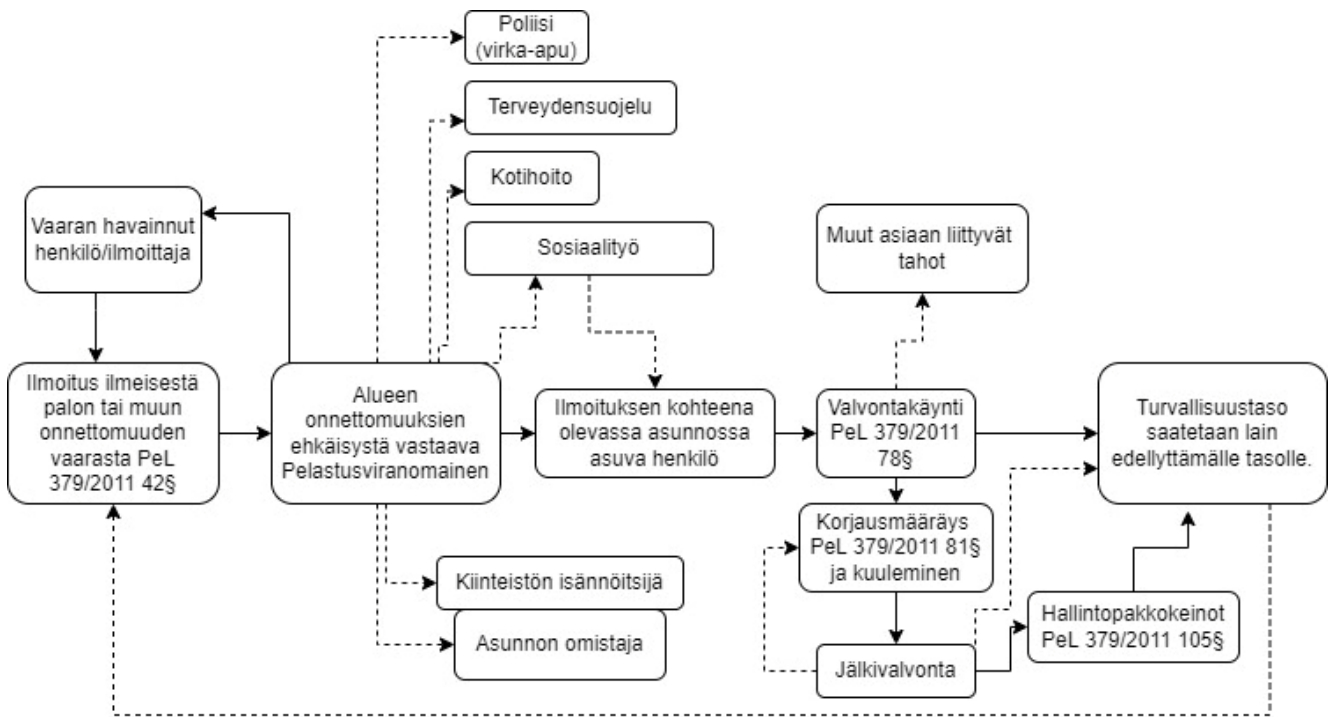 Poliisi
(virka-apu)
Terveydensuojelu
Kotihoito
Sosiaalityö
Vaaran havainnut
henkilö/ilmoittaja
Muut asiaan liittyvät
tahot
Ilmoitus ilmeisestä
palon tai muun
onnettomuuden
vaarasta PeL
379/2011 42§
Alueen
onnettomuuksien
ehkäisystä vastaava
Pelastusviranomainen
Ilmoituksen kohteena
olevassa asunnossa
asuva henkilö
Valvontakäynti
PeL 379/2011
78§
Turvallisuustaso
saatetaan lain
edellyttämälle tasolle.
Korjausmääräys
PeL 379/2011 81§
ja kuuleminen
Kiinteistön isännöitsijä
Asunnon omistaja
Jälkivalvonta
Hallintopakkokeinot
PeL 379/2011 105§